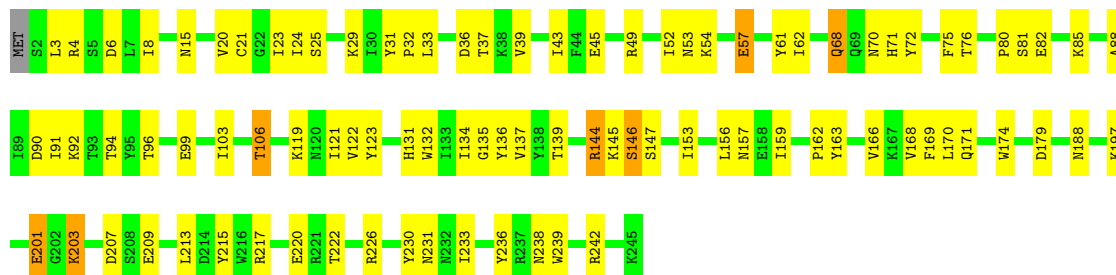 MET S2 L3 R4 S5 D6 L7 I8 N15 V20 C21 G22 I23 I24 S25 K29 I30 Y31 P32 L33 D36 T37 K38 V39 I43 F44 E45 R49 I52 N53 K54 E57 Y61 I62 Q68 Q69 N70 H71 Y72 F75 T76 P80 S81 E82 K85 A88
I89 D90 I91 K92 T93 T94 Y95 T96 E99 I103 T106 K119 N120 I121 V122 Y123 H131 W132 I133 I134 G135 Y136 V137 Y138 T139 R144 K145 S146 S147 I153 L156 N157 E158 I159 P162 Y163 V166 K167 V168 F169 L170 Q171 W174 D179 N188
E201 G202 K203 D207 S208 E209 L213 D214 Y215 W216 R217 E220 R221 T222 R226 Y230 N231 N232 I233 Y236 R237 N238 W239 R242 K245